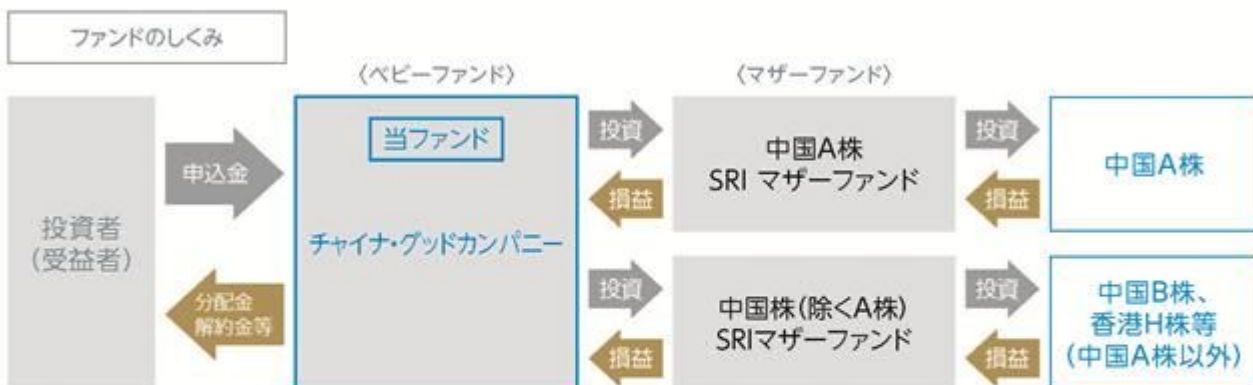 ファンドのしくみ
〈ベビーファンド〉
〈マザーファンド〉
投資者
(受益者)
申込金
分配金
解約金等
当ファンド
チャイナ・グッドカンパニー
投資
損益
中国A株
SRI マザーファンド
投資
損益
中国A株
投資
損益
中国株(除くA株)
SRIマザーファンド
投資
損益
中国B株、
香港H株等
(中国A株以外)